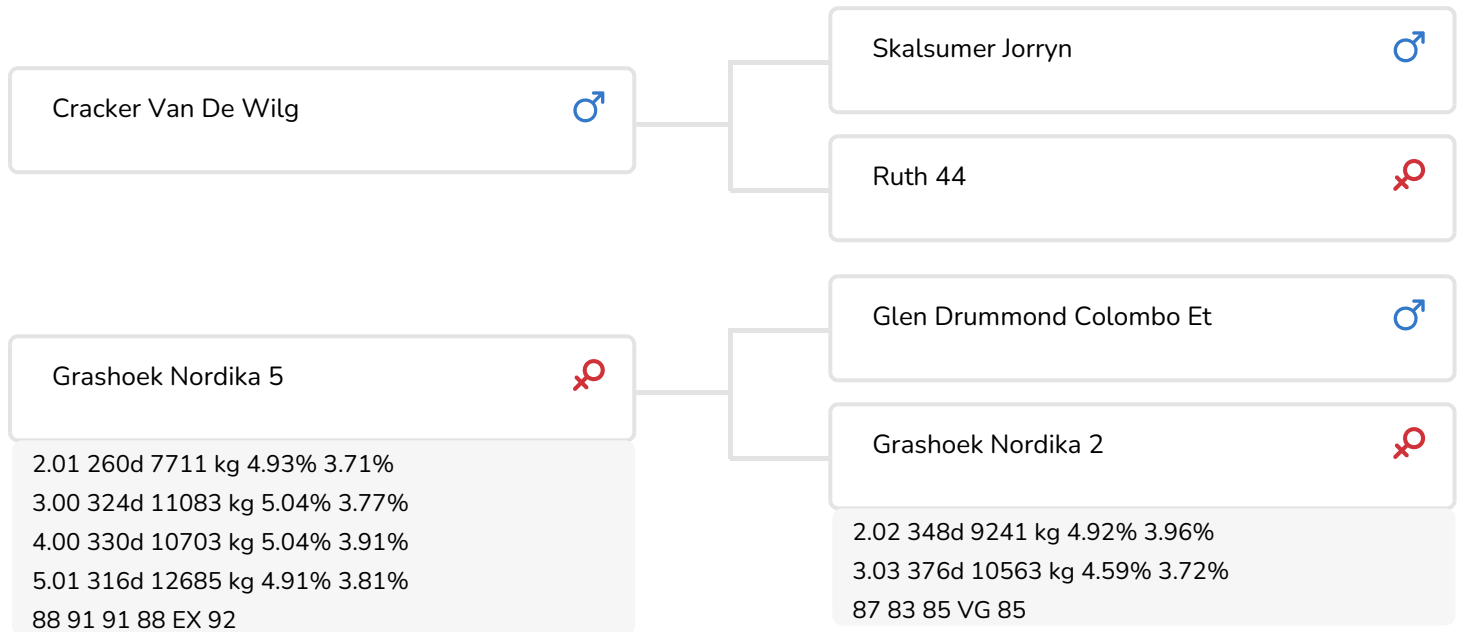 Cracker Van De Wilg
Skalsumer Jorryn
Ruth 44
Grashoek Nordika 5
2.01 260d 7711 kg 4.93% 3.71%
3.00 324d 11083 kg 5.04% 3.77%
4.00 330d 10703 kg 5.04% 3.91%
5.01 316d 12685 kg 4.91% 3.81%
88 91 91 88 EX 92
Glen Drummond Colombo Et
Grashoek Nordika 2
2.02 348d 9241 kg 4.92% 3.96%
3.03 376d 10563 kg 4.59% 3.72%
87 83 85 VG 85